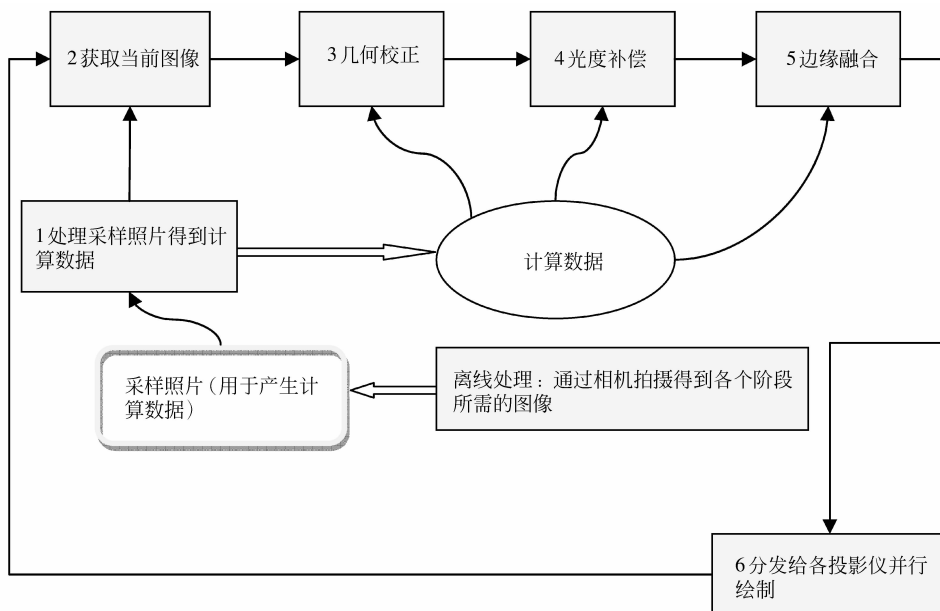 2获取当前图像
3几何校正
4光度补偿
5边缘融合
1处理采样照片得到计
算数据
计算数据
采样照片（用于产生计
算数据）
离线处理：通过相机拍摄得到各个阶段
所需的图像
6分发给各投影仪并行
绘制